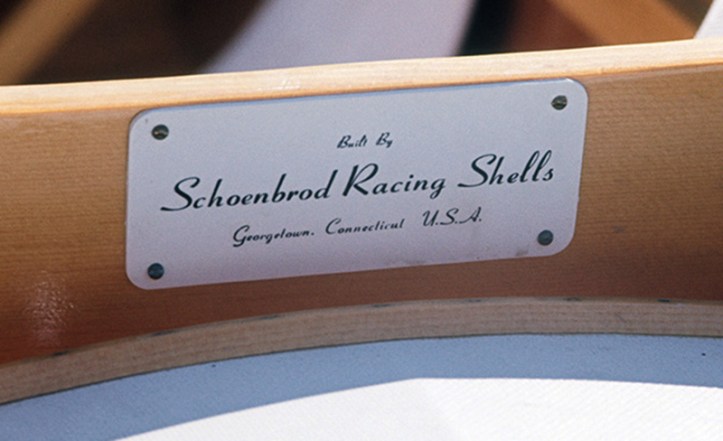 Built By
Schoenbrod Racing Shells
Georgetown, Connecticut U.S.A.